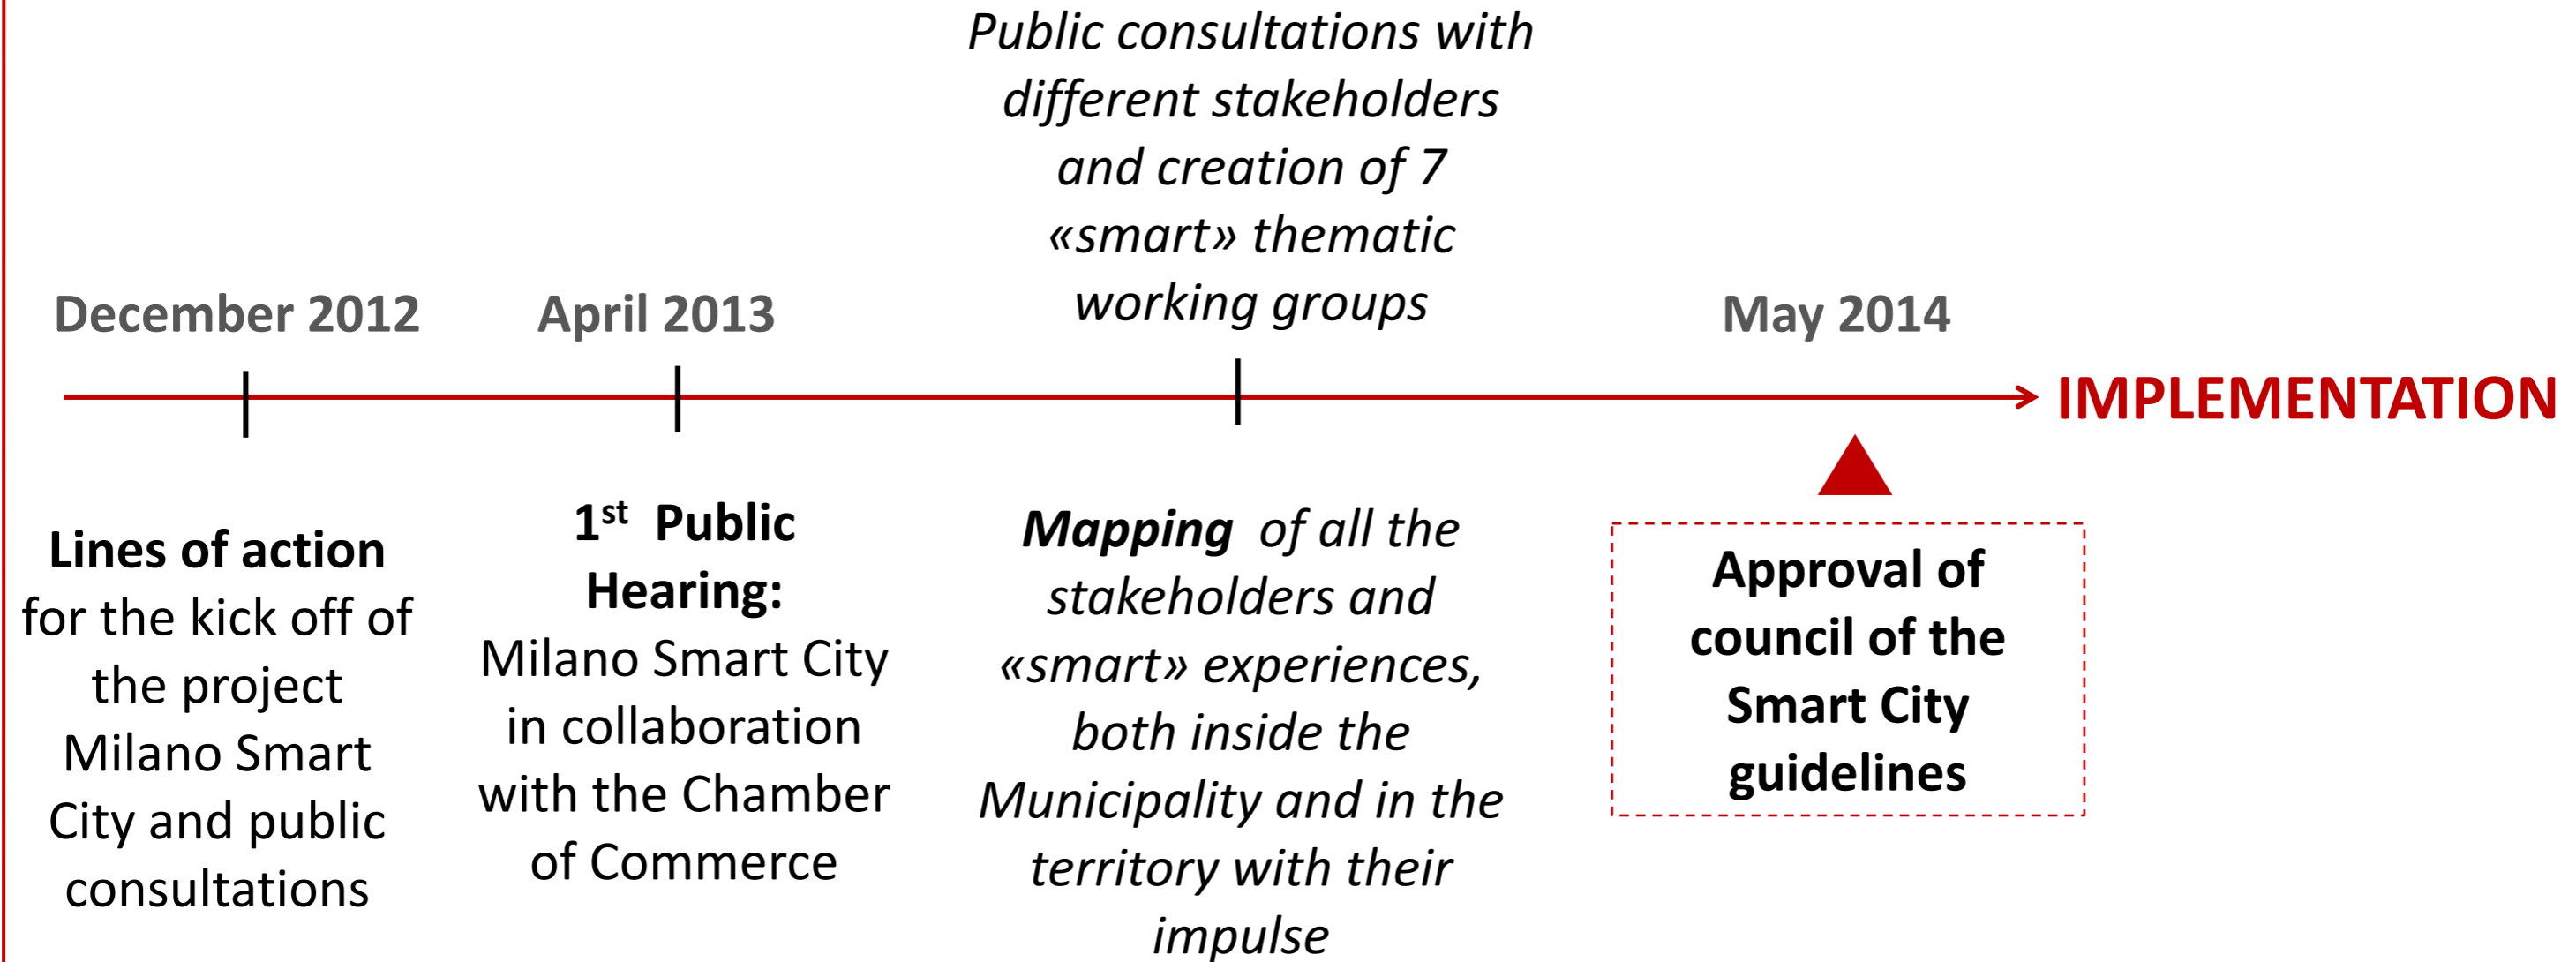 Public consultations with
different stakeholders
and creation of 7
«smart» thematic
working groups
December 2012
April 2013
May 2014
IMPLEMENTATION
Lines of action
for the kick off of
the project
Milano Smart
City and public
consultations
1st Public
Hearing:
Milano Smart City
in collaboration
with the Chamber
of Commerce
Mapping of all the
stakeholders and
«smart» experiences,
both inside the
Municipality and in the
territory with their
impulse
Approval of
council of the
Smart City
guidelines